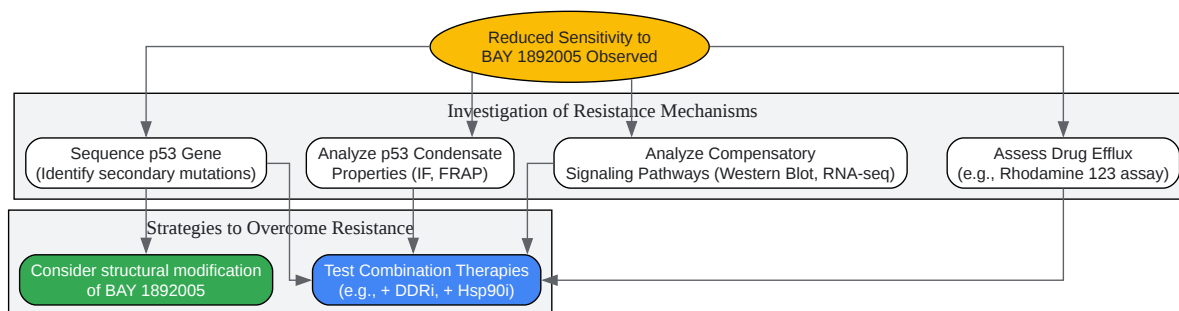 Reduced Sensitivity to
BAY 1892005 Observed
Investigation of Resistance Mechanisms
Sequence p53 Gene
(Identify secondary mutations)
Analyze p53 Condensate
Properties (IF, FRAP)
Analyze Compensatory
Signaling Pathways (Western Blot, RNA-seq)
Assess Drug Efflux
(e.g., Rhodamine 123 assay)
Strategies to Overcome Resistance
Consider structural modification
of BAY 1892005
Test Combination Therapies
(e.g., + DDRi, + Hsp90i)